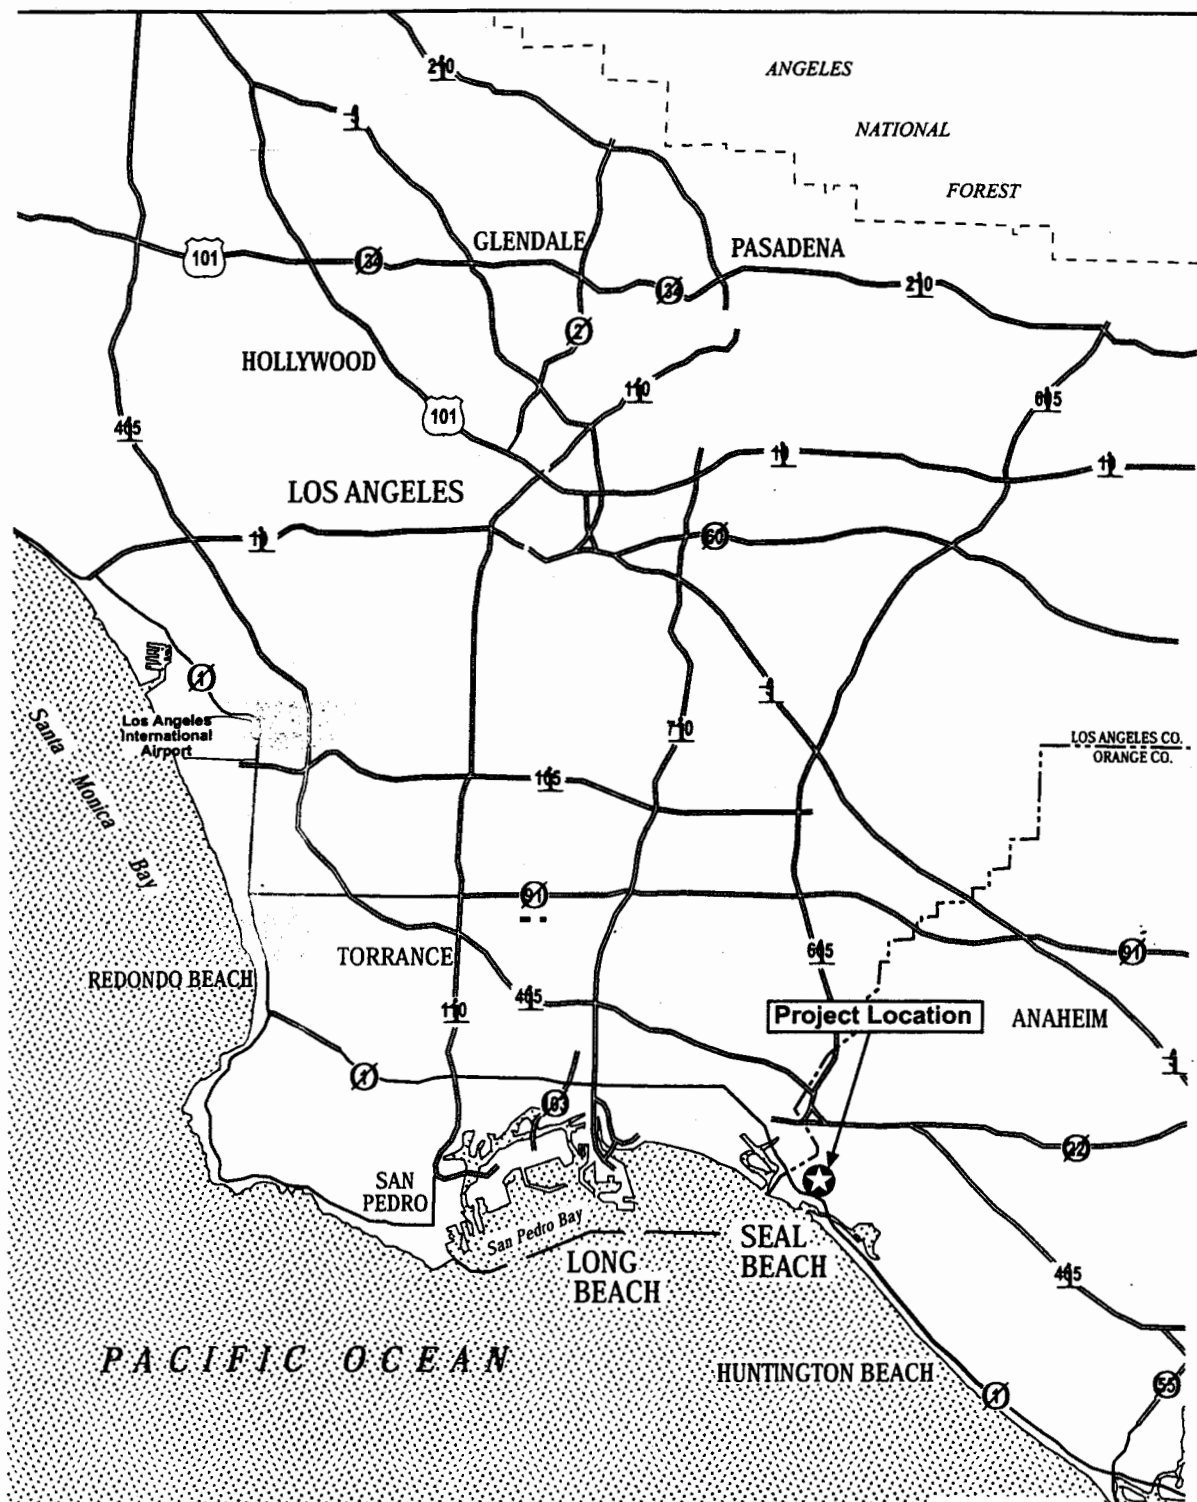 210
ANGELES
NATIONAL
FOREST
5
101
134
GLENDALE
134
PASADENA
210
2
HOLLYWOOD
110
605
101
405
10
10
LOS ANGELES
10
60
1
5
Santa Monica Bay
Los Angeles
International
Airport
710
LOS ANGELES CO.
ORANGE CO.
105
91
TORRANCE
605
91
REDONDO BEACH
405
110
Project Location
ANAHEIM
5
1
103
22
SAN
PEDRO
San Pedro Bay
LONG
BEACH
SEAL
BEACH
405
PACIFIC OCEAN
HUNTINGTON BEACH
1
55